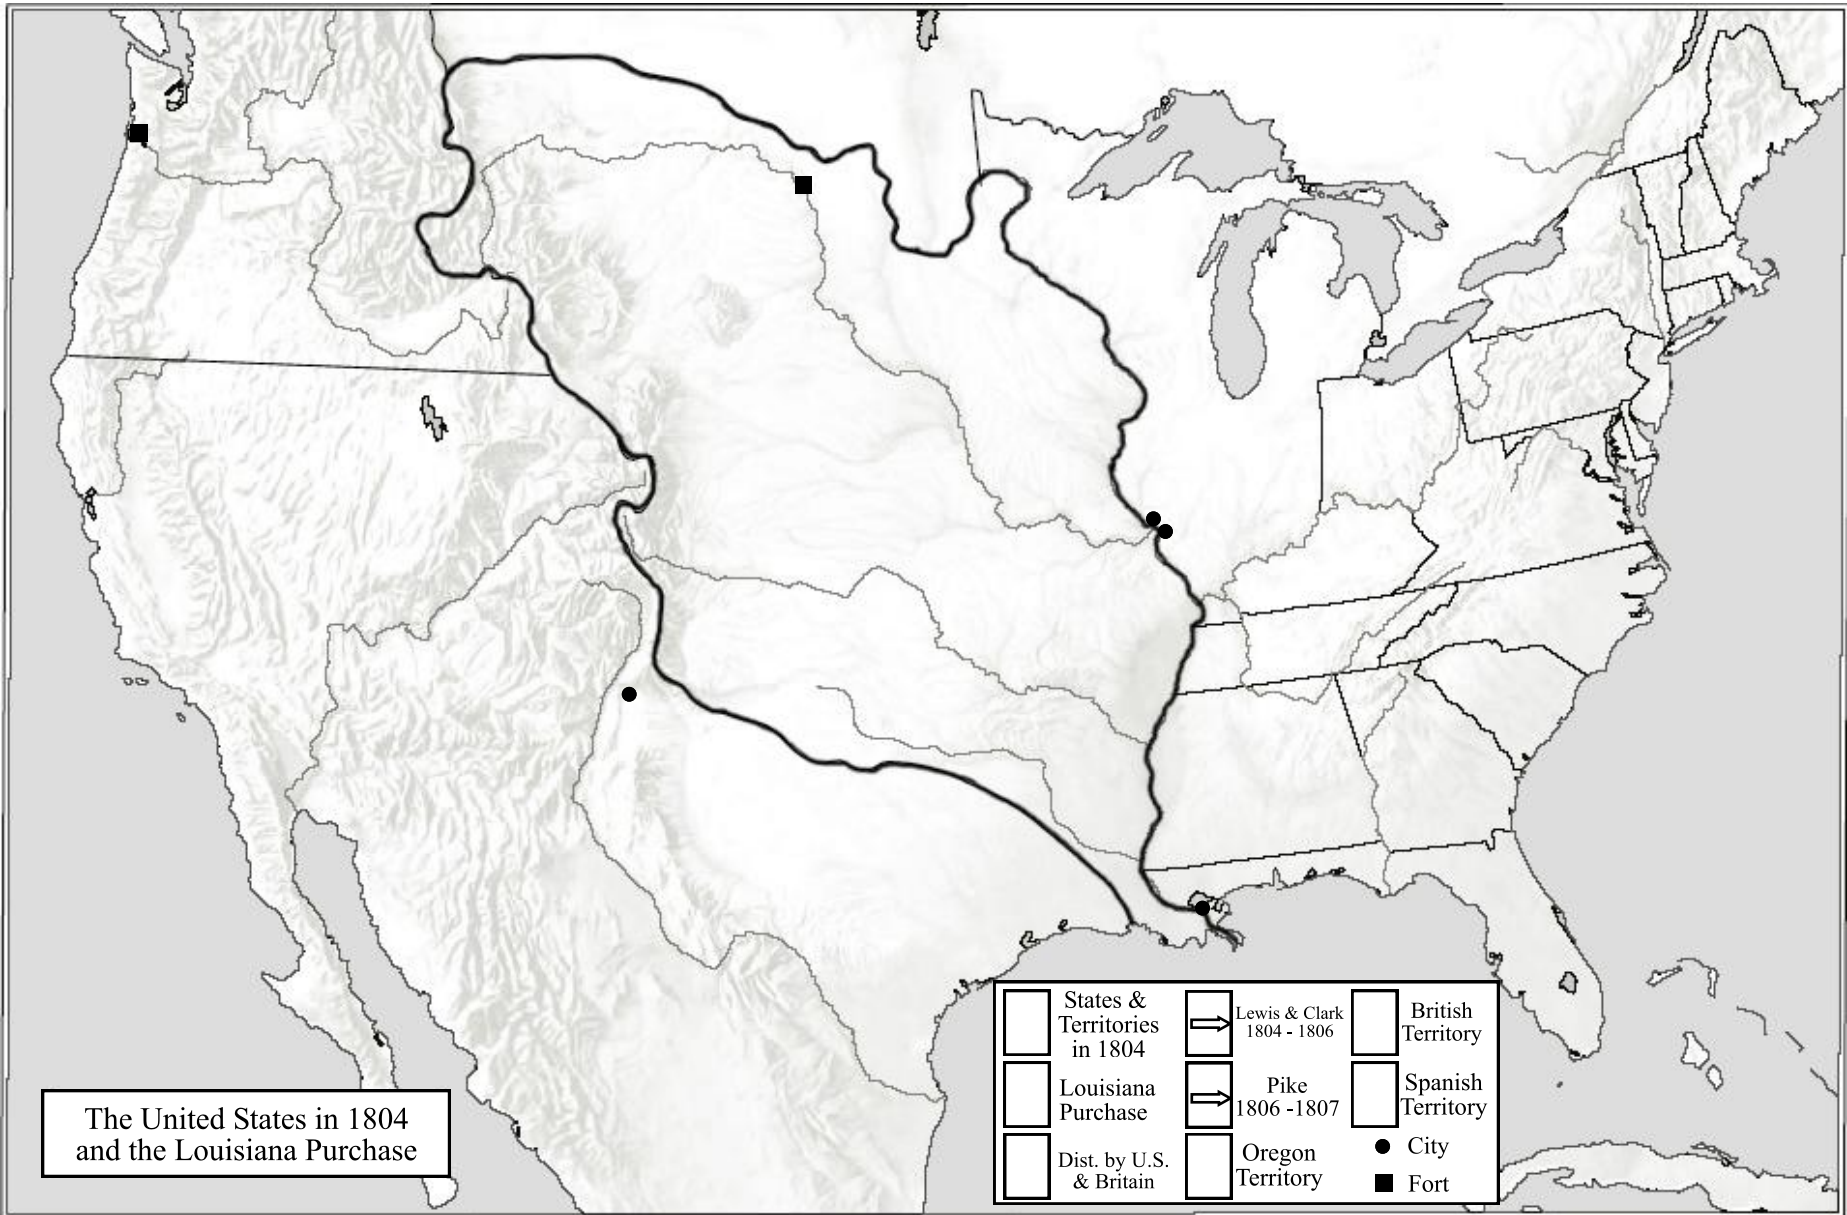 The United States in 1804
and the Louisiana Purchase
States &
Territories
in 1804
Louisiana
Purchase
Dist. by U.S.
& Britain
Lewis & Clark
1804 - 1806
Pike
1806 -1807
Oregon
Territory
British
Territory
Spanish
Territory
City
Fort